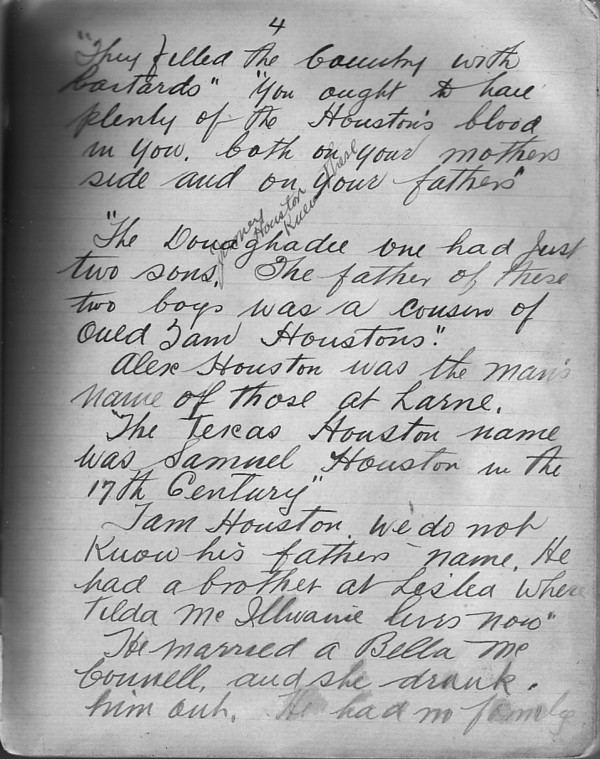 4
"They filled the Country with
bastards" "You ought to have
plenty of the Houston's blood
in you. both on your mothers
side and on your fathers"
Houston
Knew these
"The Donaghadee one had just
two sons. The father of these
two boys was a cousin of
Ould Tam Houstons."
Alex Houston was the man's
name of those at Larne.
"The Texas Houston name
was Samuel Houston in the
17th Century"
Tam Houston. we do not
Know his fathers name. He
had a brother at Leslea where
Tilda Mc Illwaine lives now"
He married a Bella Mc
Connell. and she drank.
him out. He had no family